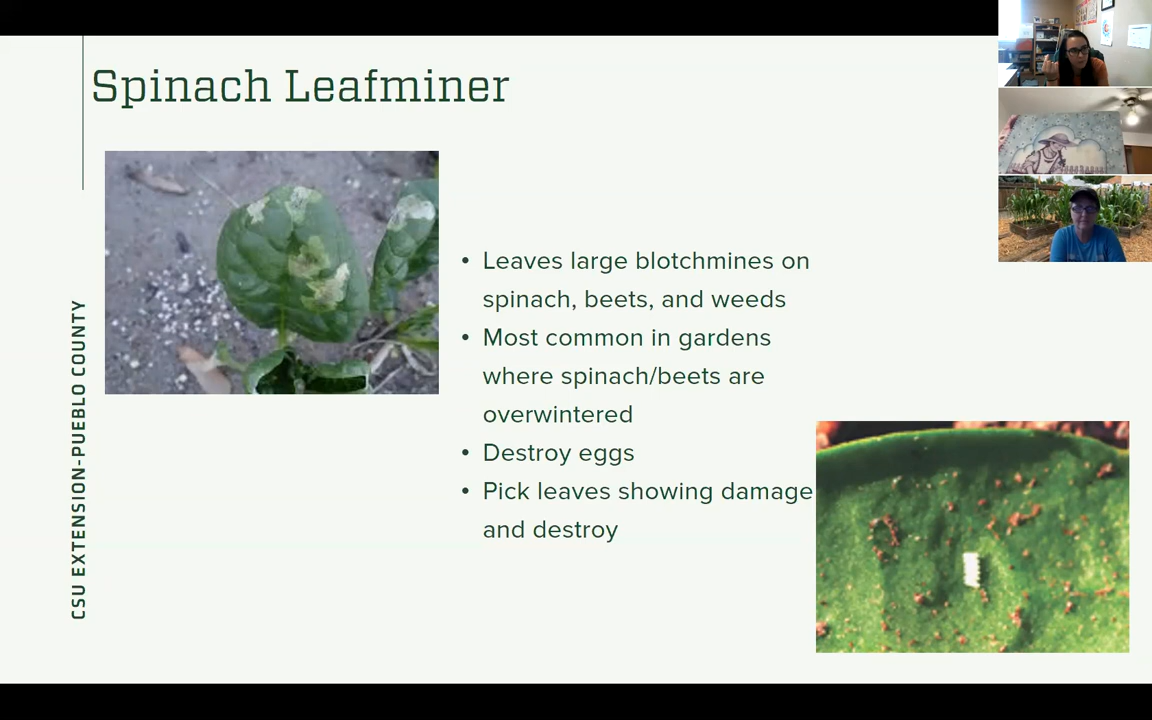 Spinach Leafminer
• Leaves large blotchmines on
spinach, beets, and weeds
• Most common in gardens
where spinach/beets are
overwintered
• Destroy eggs
• Pick leaves showing damage
and destroy
CSU EXTENSION-PUEBLO COUNTY